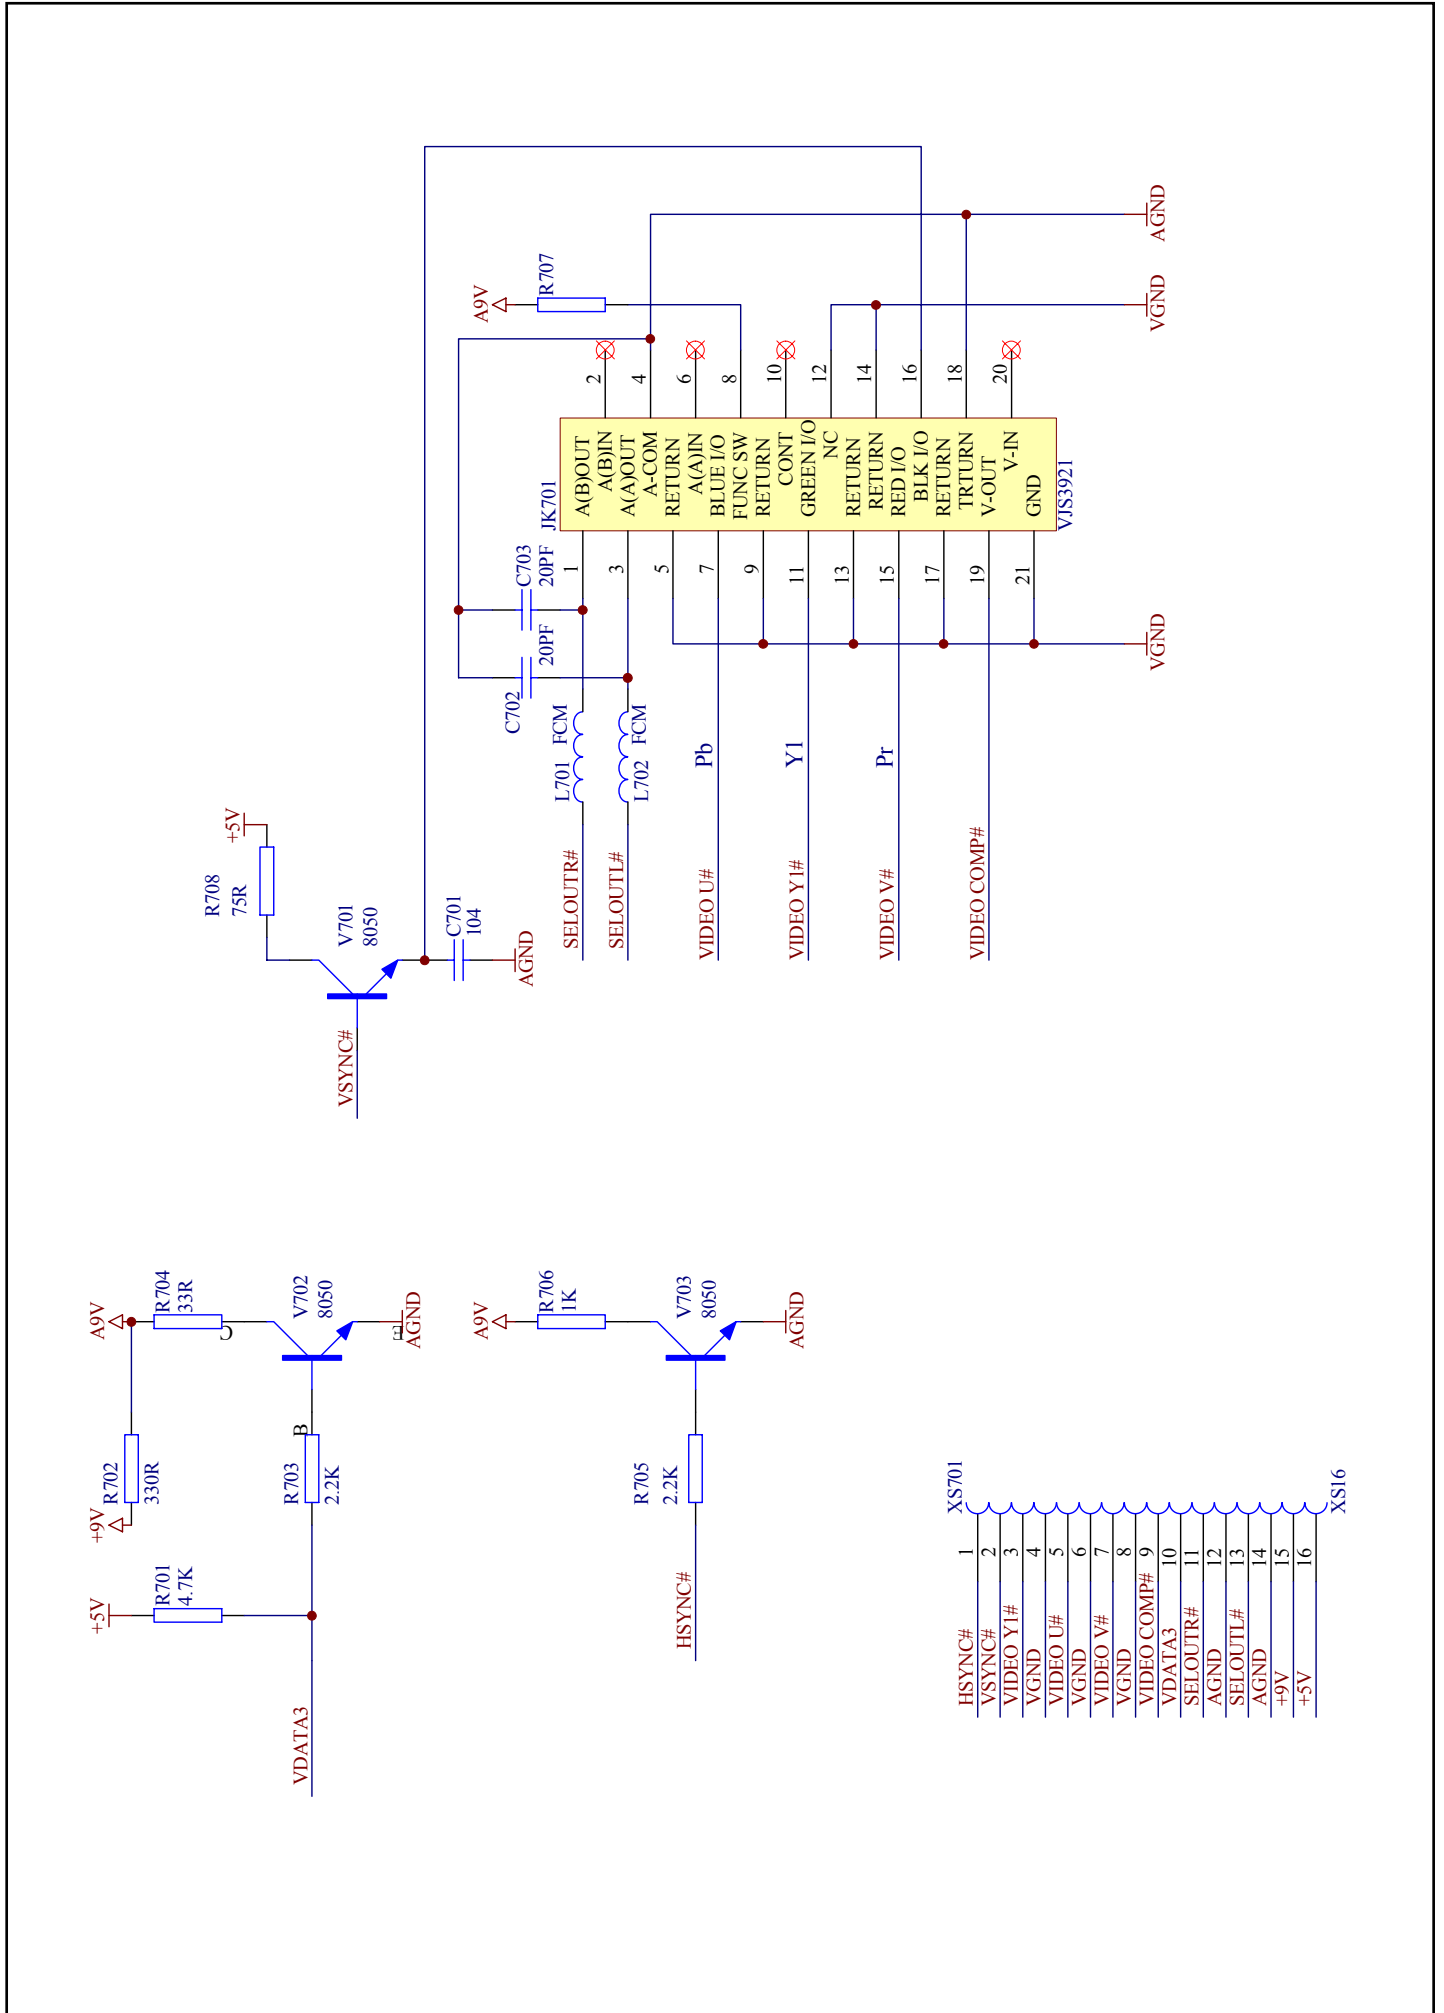 A9V
R707
AGND
VGND
2
4
6
8
10
12
14
16
18
20
JK701
A(B)OUT
A(B)IN
A(A)OUT
A-COM
RETURN
A(A)IN
BLUE I/O
FUNC SW
RETURN
CONT
GREEN I/O
NC
RETURN
RETURN
RED I/O
BLK I/O
RETURN
TRTURN
V-OUT
V-IN
GND
VJS3921
1
3
5
7
9
11
13
15
17
19
21
C703
20PF
C702
20PF
VGND
L701 FCM
L702 FCM
Pb
Y1
Pr
SELOUTR#
SELOUTL#
VIDEO U#
VIDEO Y1#
VIDEO V#
VIDEO COMP#
+5V
R708
75R
V701
8050
C701
104
AGND
VSYNC#
A9V
R704
33R
C
V702
8050
E
AGND
R702
330R
+9V
B
R703
2.2K
+5V
R701
4.7K
VDATA3
A9V
R706
1K
V703
8050
AGND
R705
2.2K
HSYNC#
XS701
XS16
1
2
3
4
5
6
7
8
9
10
11
12
13
14
15
16
HSYNC#
VSYNC#
VIDEO Y1#
VGND
VIDEO U#
VGND
VIDEO V#
VGND
VIDEO COMP#
VDATA3
SELOUTR#
AGND
SELOUTL#
AGND
+9V
+5V